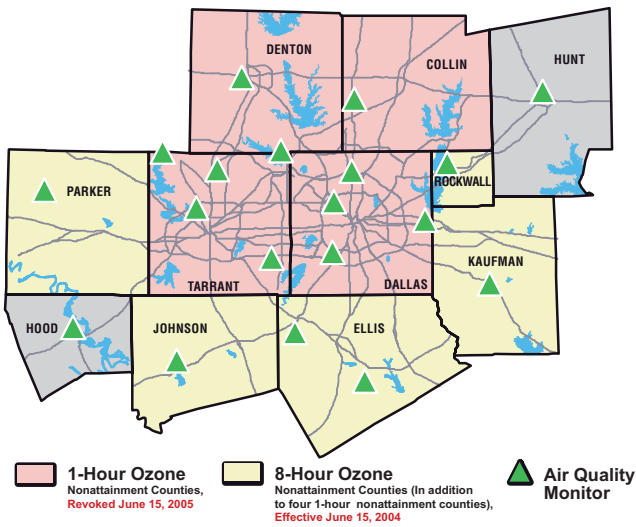 DENTON
COLLIN
HUNT
PARKER
ROCKWALL
KAUFMAN
TARRANT
DALLAS
HOOD
JOHNSON
ELLIS
1-Hour Ozone
Nonattainment Counties,
Revoked June 15, 2005
8-Hour Ozone
Nonattainment Counties (In addition
to four 1-hour nonattainment counties),
Effective June 15, 2004
Air Quality
Monitor